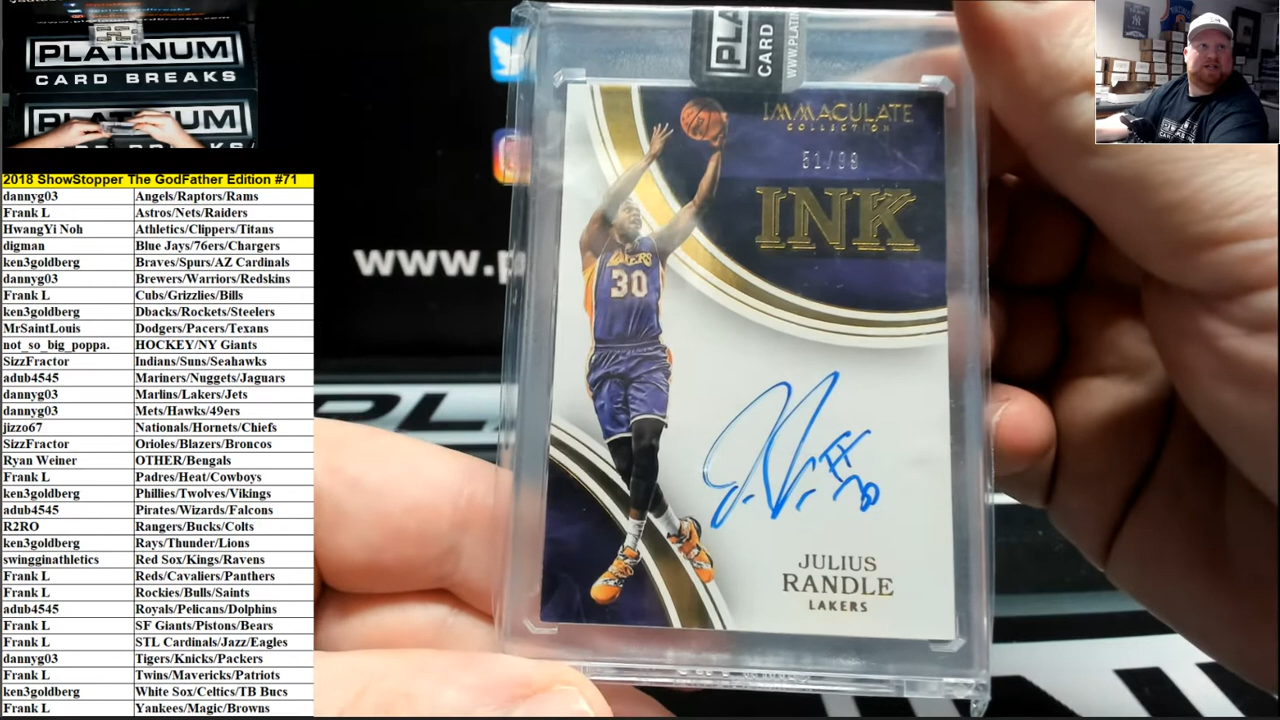 PLATINUM
CARD BREAKS
PLATINUM
2018 ShowStopper The GodFather Edition #71
dannyg03 Angels/Raptors/Rams
Frank L Astros/Nets/Raiders
HwangYi Noh Athletics/Clippers/Titans
digman Blue Jays/76ers/Chargers
ken3goldberg Braves/Spurs/AZ Cardinals
dannyg03 Brewers/Warriors/Redskins
Frank L Cubs/Grizzlies/Bills
ken3goldberg Dbacks/Rockets/Steelers
MrSaintLouis Dodgers/Pacers/Texans
not_so_big_poppa. HOCKEY/NY Giants
SizzFractor Indians/Suns/Seahawks
adub4545 Mariners/Nuggets/Jaguars
dannyg03 Marlins/Lakers/Jets
dannyg03 Mets/Hawks/49ers
jizzo67 Nationals/Hornets/Chiefs
SizzFractor Orioles/Blazers/Broncos
Ryan Weiner OTHER/Bengals
Frank L Padres/Heat/Cowboys
ken3goldberg Phillies/Twolves/Vikings
adub4545 Pirates/Wizards/Falcons
R2RO Rangers/Bucks/Colts
ken3goldberg Rays/Thunder/Lions
swingginathletics Red Sox/Kings/Ravens
Frank L Reds/Cavaliers/Panthers
Frank L Rockies/Bulls/Saints
adub4545 Royals/Pelicans/Dolphins
Frank L SF Giants/Pistons/Bears
Frank L STL Cardinals/Jazz/Eagles
dannyg03 Tigers/Knicks/Packers
Frank L Twins/Mavericks/Patriots
ken3goldberg White Sox/Celtics/TB Bucs
Frank L Yankees/Magic/Browns
www.p
PL
CARD
WWW.PL
IMMACULATE
COLLECTION
51/99
INK
LAKERS
30
JULIUS
RANDLE
LAKERS